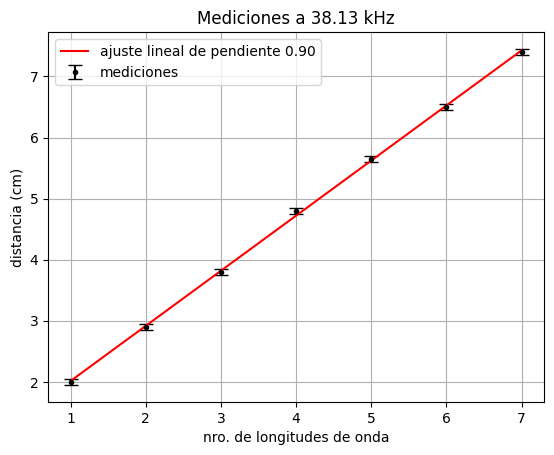 Mediciones a 38.13 kHz
ajuste lineal de pendiente 0.90
mediciones
distancia (cm)
7
6
5
4
3
2
1 2 3 4 5 6 7
nro. de longitudes de onda